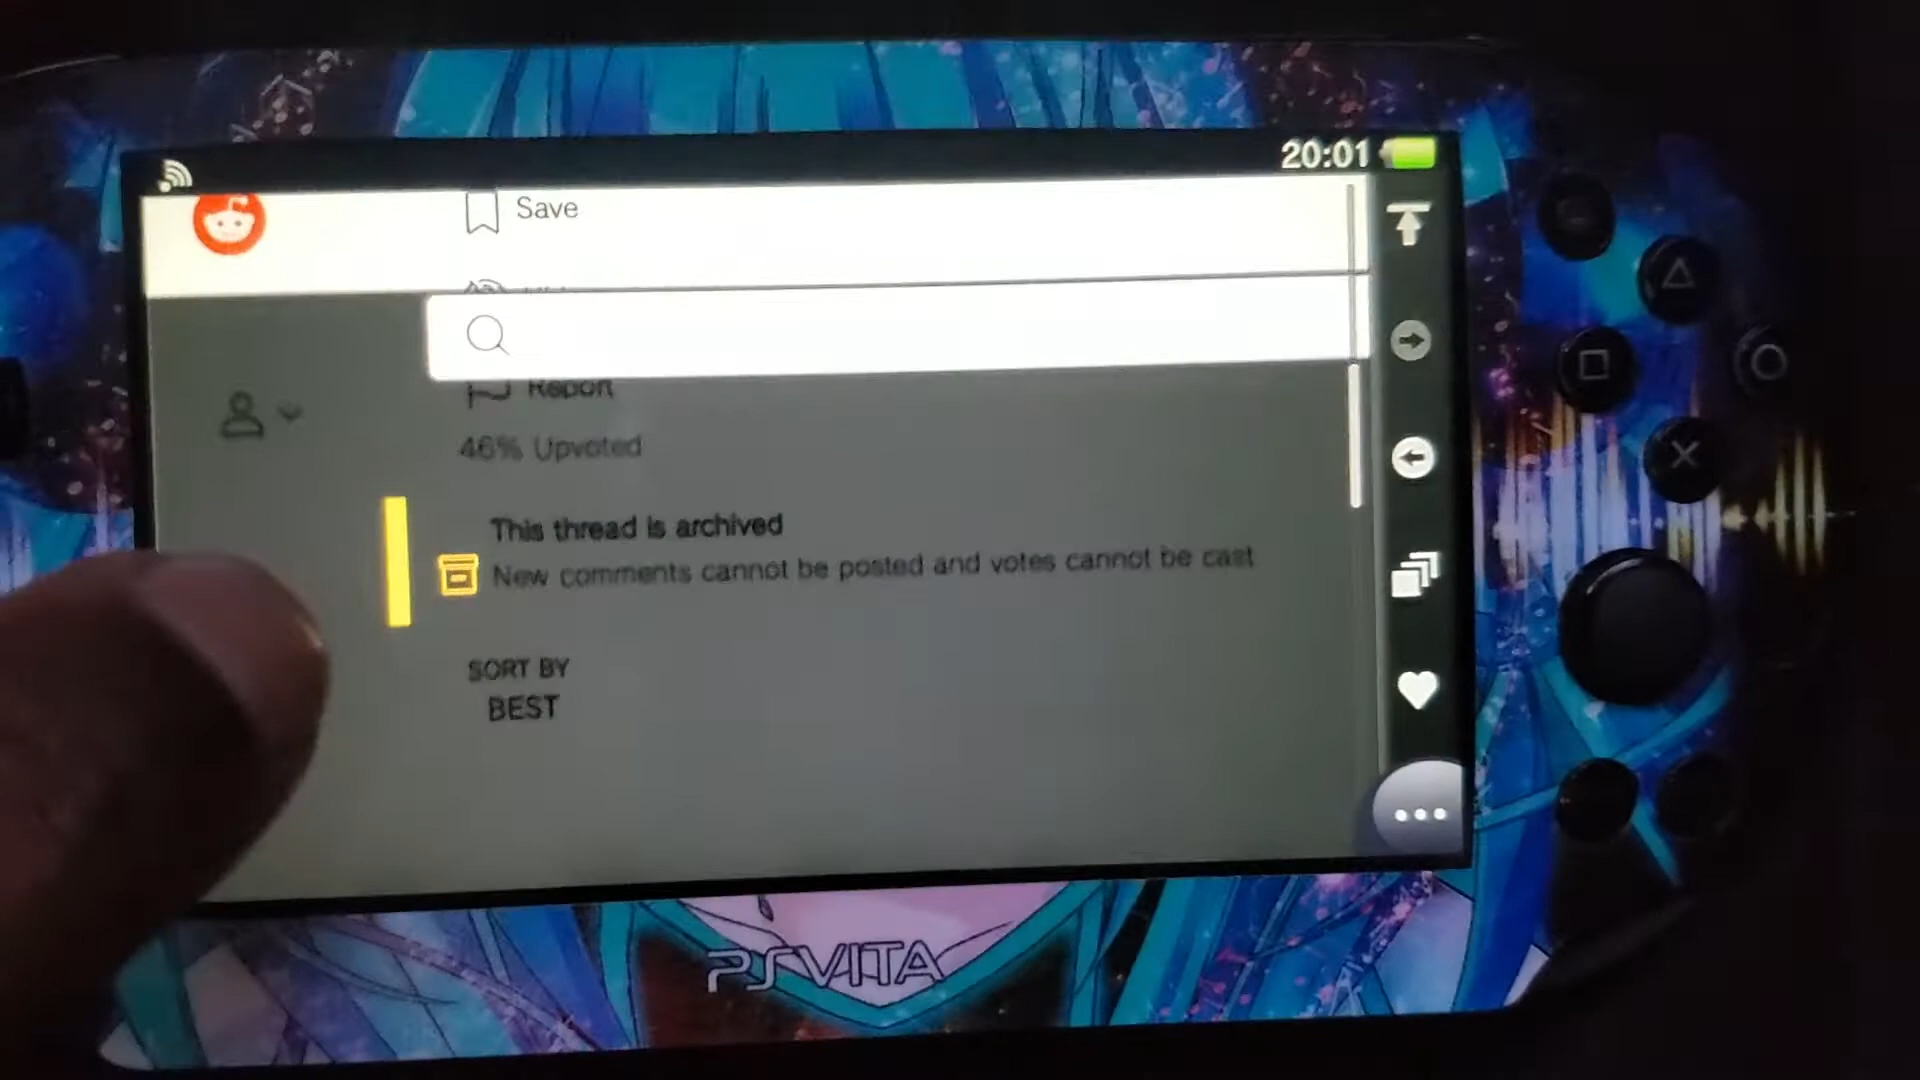 20:01
Save
Report
46% Upvoted
This thread is archived
New comments cannot be posted and votes cannot be cast
SORT BY
BEST
PSVITA